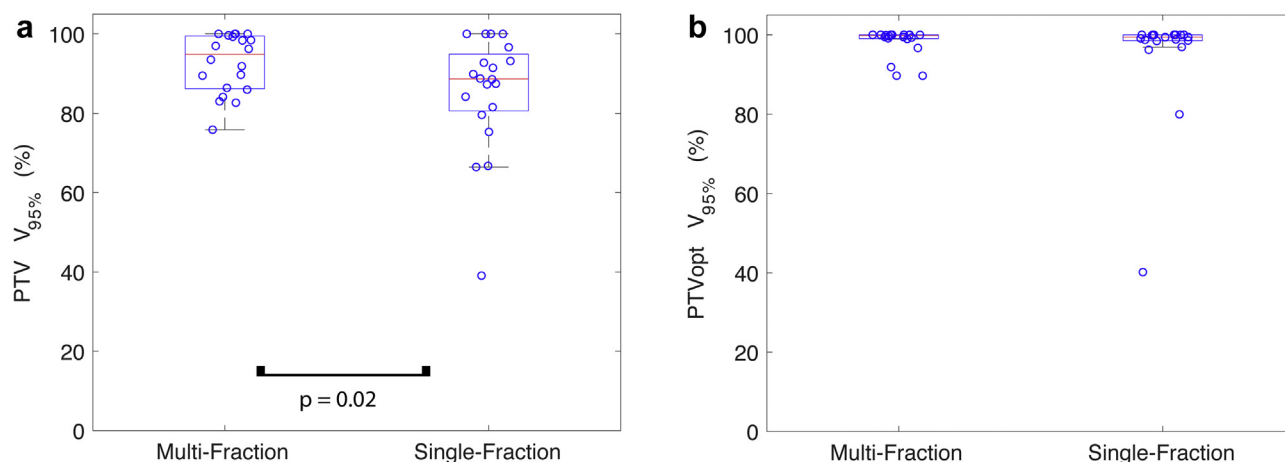 a
PTV V95% (%)
100
80
60
40
20
0
p = 0.02
Multi-Fraction
Single-Fraction
b
PTVopt V95% (%)
100
80
60
40
20
0
Multi-Fraction
Single-Fraction